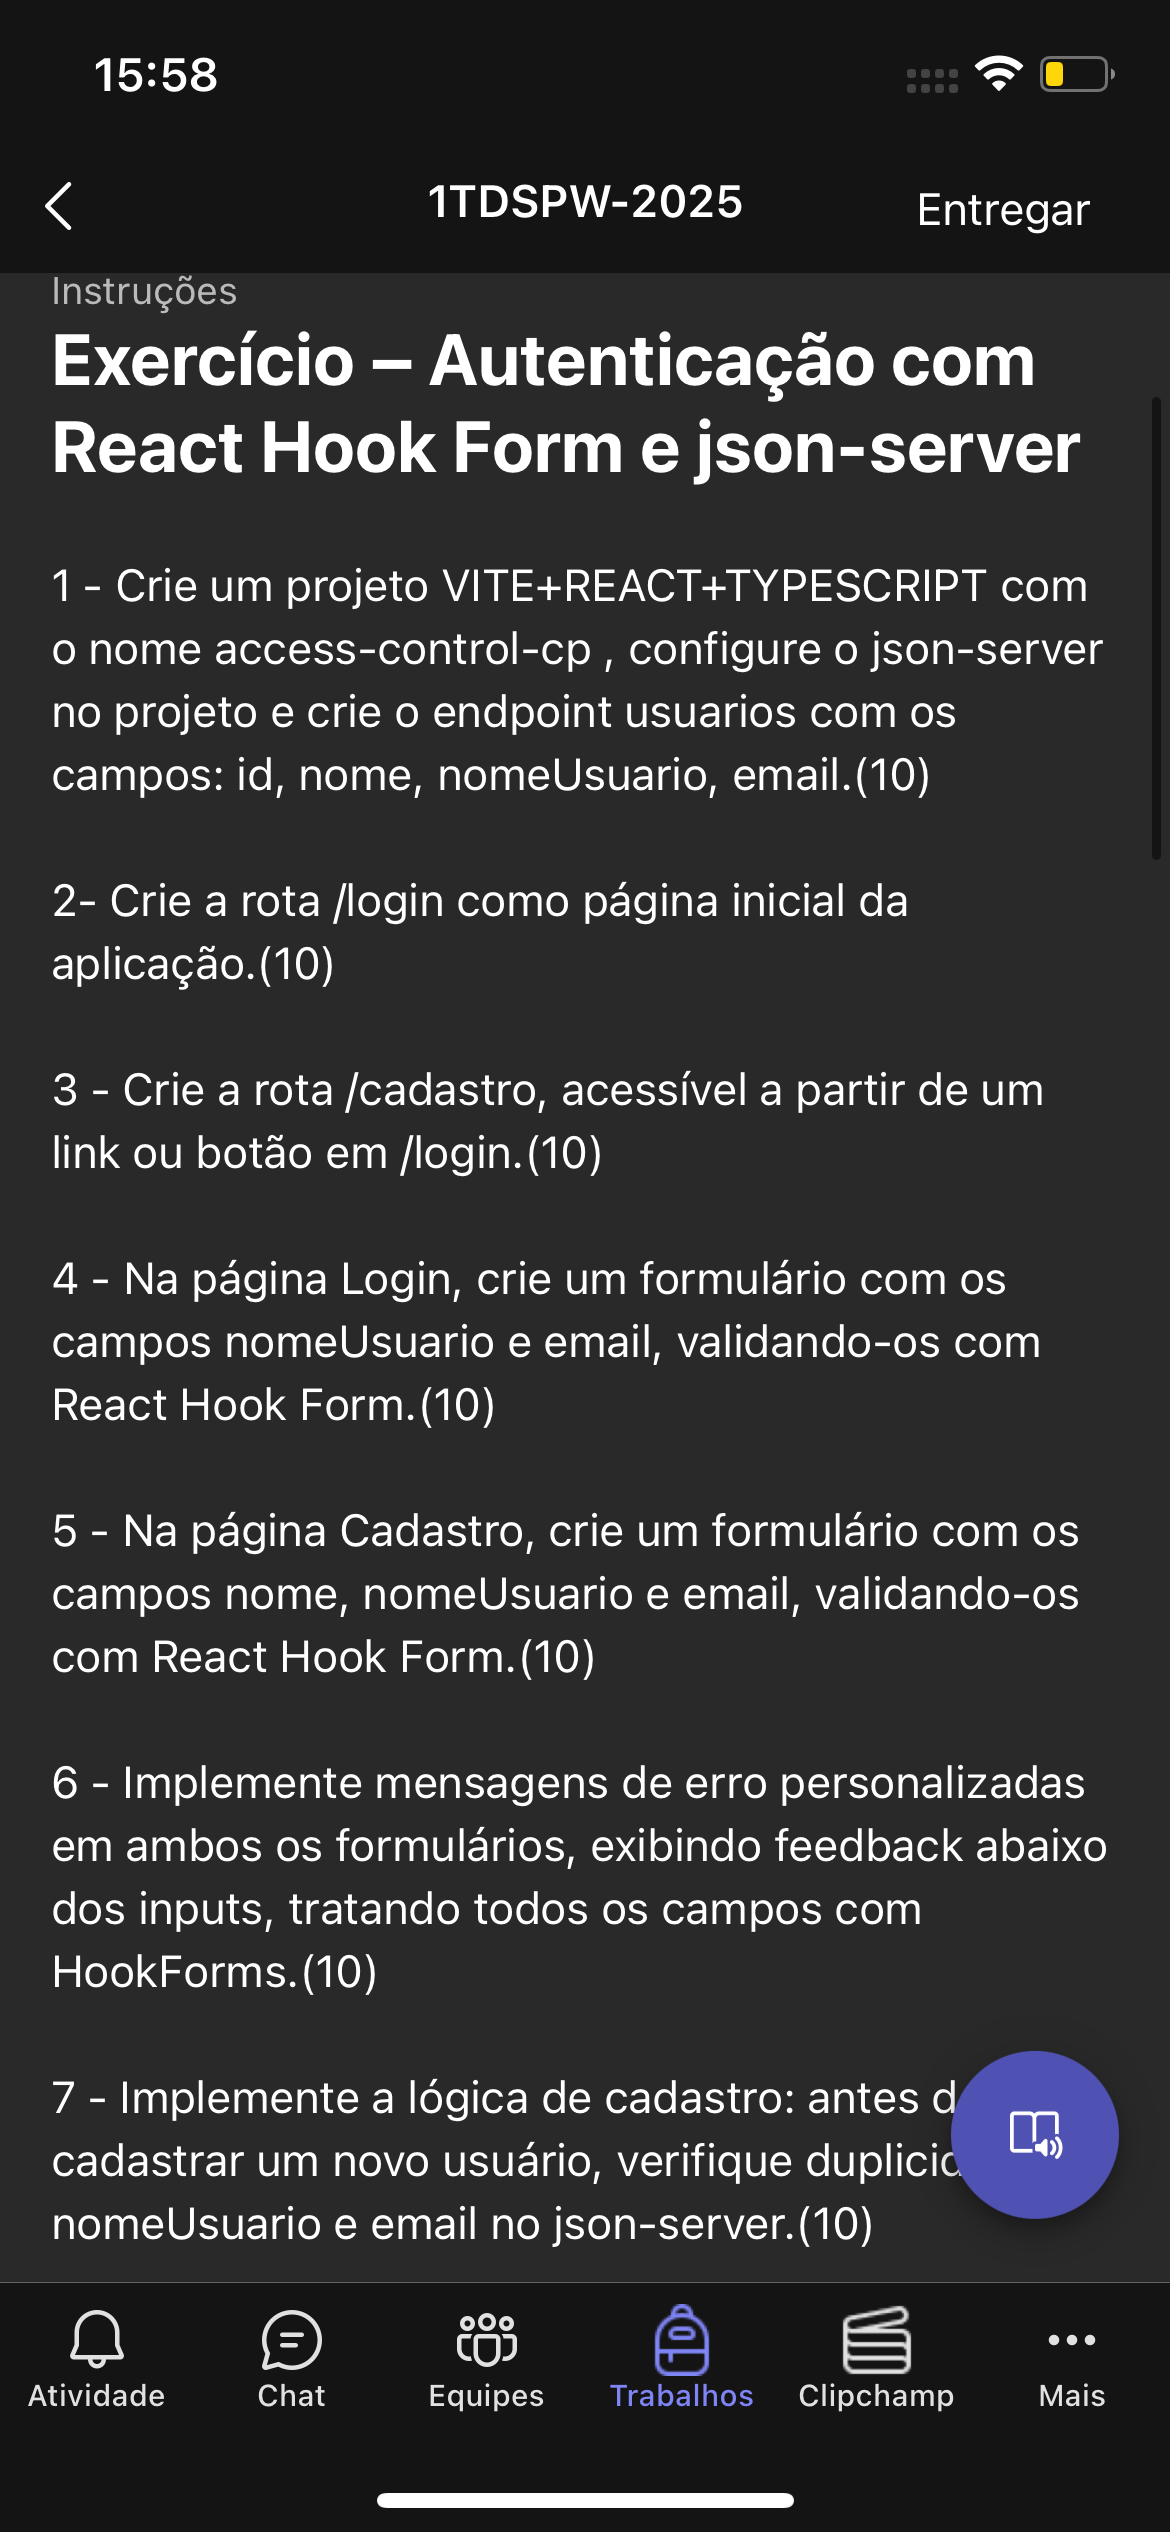 15:58
1TDSPW-2025
Entregar
Instruções
Exercício – Autenticação com
React Hook Form e json-server
1 - Crie um projeto VITE+REACT+TYPESCRIPT com
o nome access-control-cp , configure o json-server
no projeto e crie o endpoint usuarios com os
campos: id, nome, nomeUsuario, email.(10)
2- Crie a rota /login como página inicial da
aplicação.(10)
3 - Crie a rota /cadastro, acessível a partir de um
link ou botão em /login.(10)
4 - Na página Login, crie um formulário com os
campos nomeUsuario e email, validando-os com
React Hook Form.(10)
5 - Na página Cadastro, crie um formulário com os
campos nome, nomeUsuario e email, validando-os
com React Hook Form.(10)
6 - Implemente mensagens de erro personalizadas
em ambos os formulários, exibindo feedback abaixo
dos inputs, tratando todos os campos com
HookForms.(10)
7 - Implemente a lógica de cadastro: antes d
cadastrar um novo usuário, verifique duplicid
nomeUsuario e email no json-server.(10)
Atividade
Chat
Equipes
Trabalhos
Clipchamp
Mais